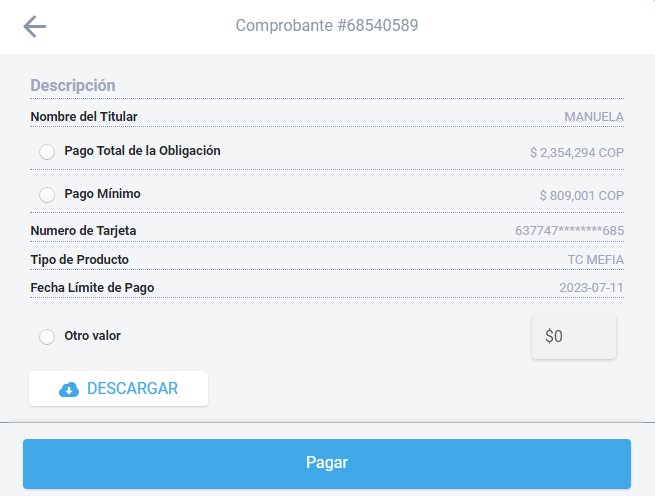 Comprobante #68540589
Descripción
Nombre del Titular MANUELA
Pago Total de la Obligación $ 2,354,294 COP
Pago Mínimo $ 809,001 COP
Numero de Tarjeta 637747********685
Tipo de Producto TC MEFIA
Fecha Límite de Pago 2023-07-11
Otro valor $0
DESCARGAR
Pagar